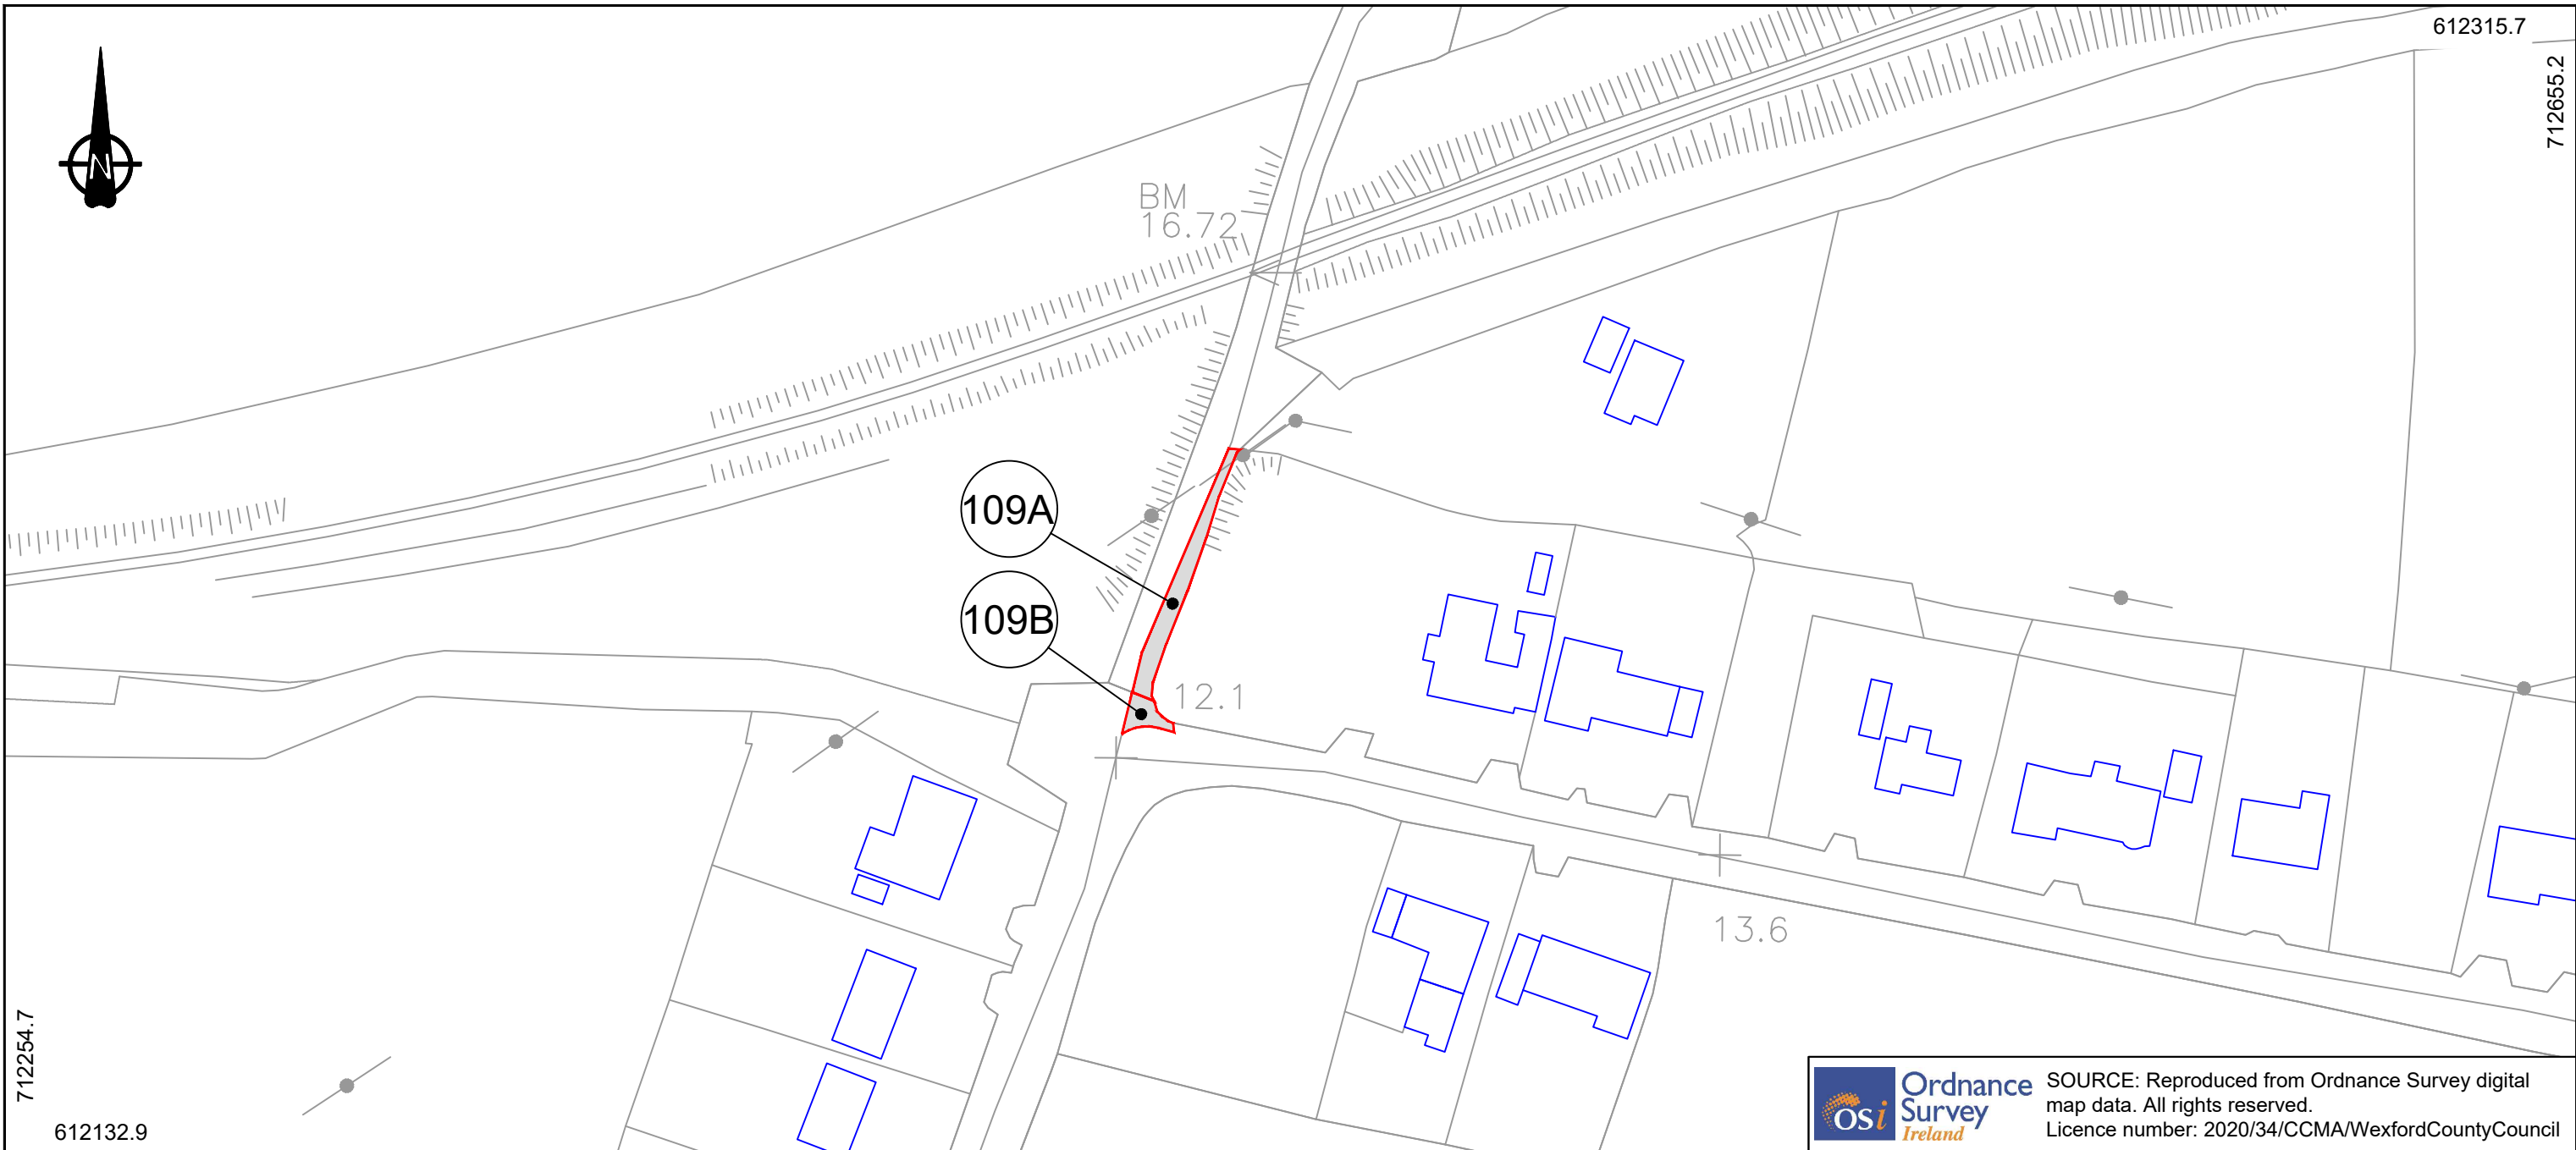 612315.7
712655.2
N
BM
16.72
109A
109B
12.1
13.6
712254.7
612132.9
osi
Ordnance
Survey
Ireland
SOURCE: Reproduced from Ordnance Survey digital
map data. All rights reserved.
Licence number: 2020/34/CCMA/WexfordCountyCouncil